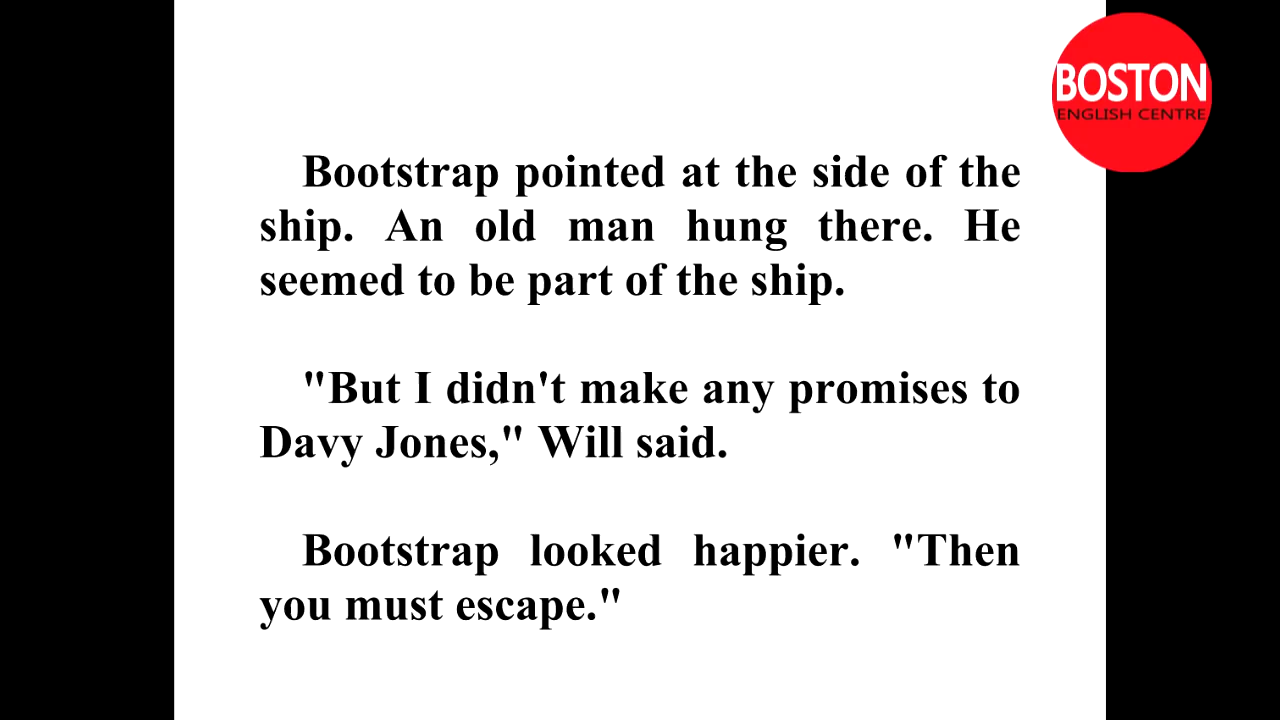 BOSTON
ENGLISH CENTRE
Bootstrap pointed at the side of the
ship. An old man hung there. He
seemed to be part of the ship.
"But I didn't make any promises to
Davy Jones," Will said.
Bootstrap looked happier. "Then
you must escape."